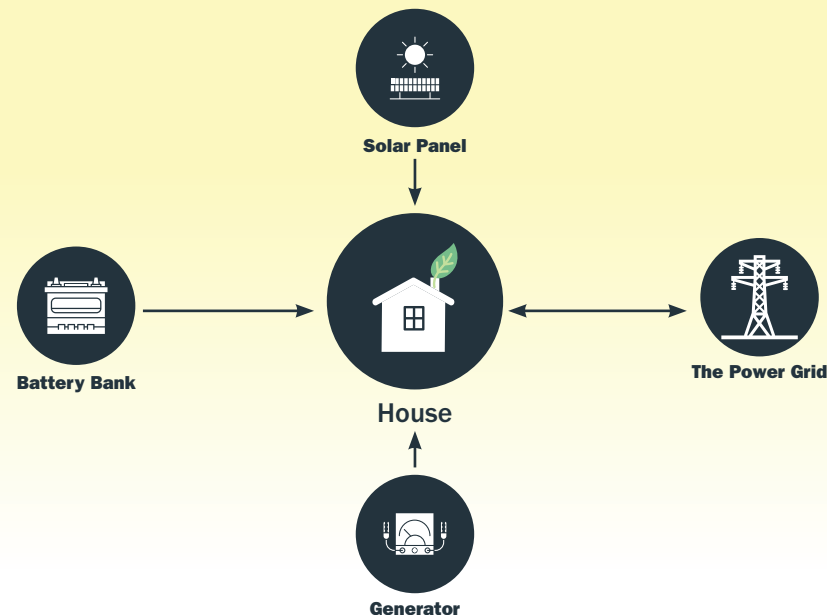 Solar Panel
Battery Bank
House
The Power Grid
Generator